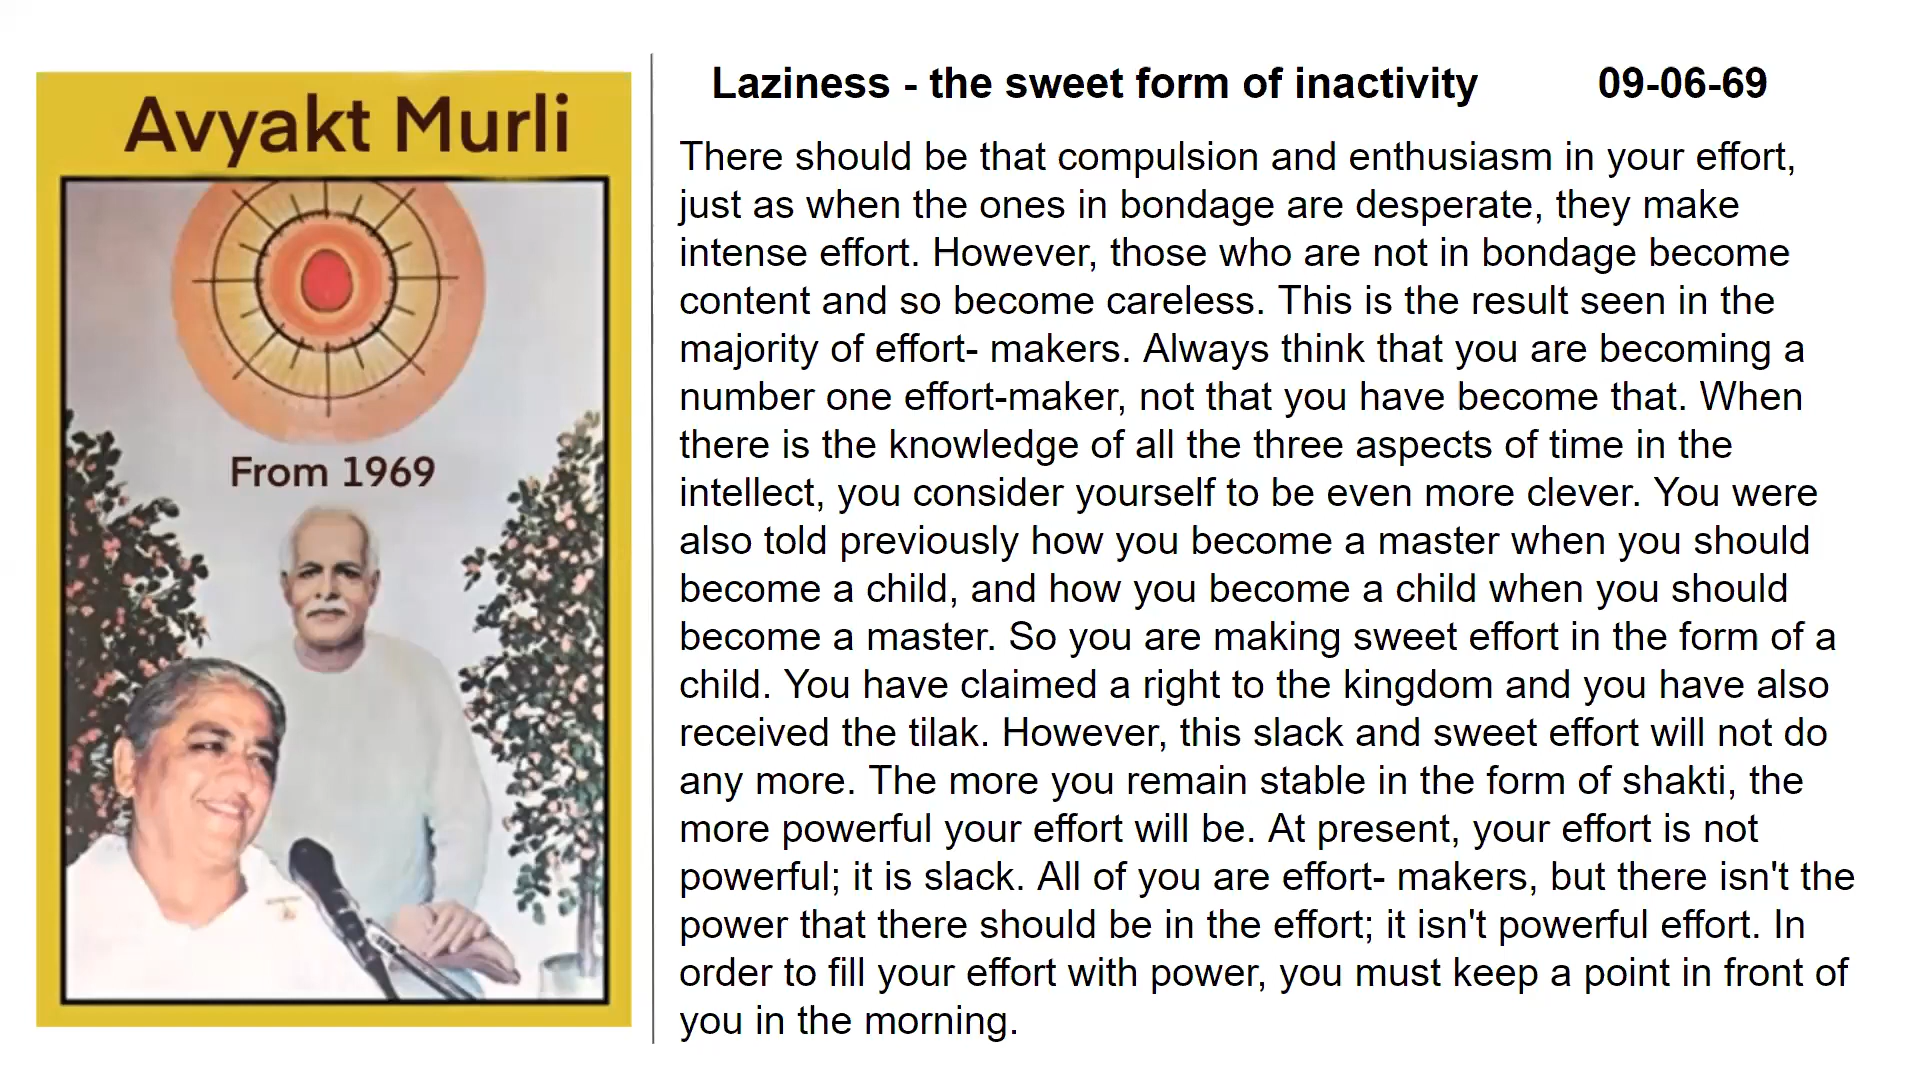 Avyakt Murli
From 1969
Laziness - the sweet form of inactivity 09-06-69
There should be that compulsion and enthusiasm in your effort,
just as when the ones in bondage are desperate, they make
intense effort. However, those who are not in bondage become
content and so become careless. This is the result seen in the
majority of effort- makers. Always think that you are becoming a
number one effort-maker, not that you have become that. When
there is the knowledge of all the three aspects of time in the
intellect, you consider yourself to be even more clever. You were
also told previously how you become a master when you should
become a child, and how you become a child when you should
become a master. So you are making sweet effort in the form of a
child. You have claimed a right to the kingdom and you have also
received the tilak. However, this slack and sweet effort will not do
any more. The more you remain stable in the form of shakti, the
more powerful your effort will be. At present, your effort is not
powerful; it is slack. All of you are effort- makers, but there isn't the
power that there should be in the effort; it isn't powerful effort. In
order to fill your effort with power, you must keep a point in front of
you in the morning.